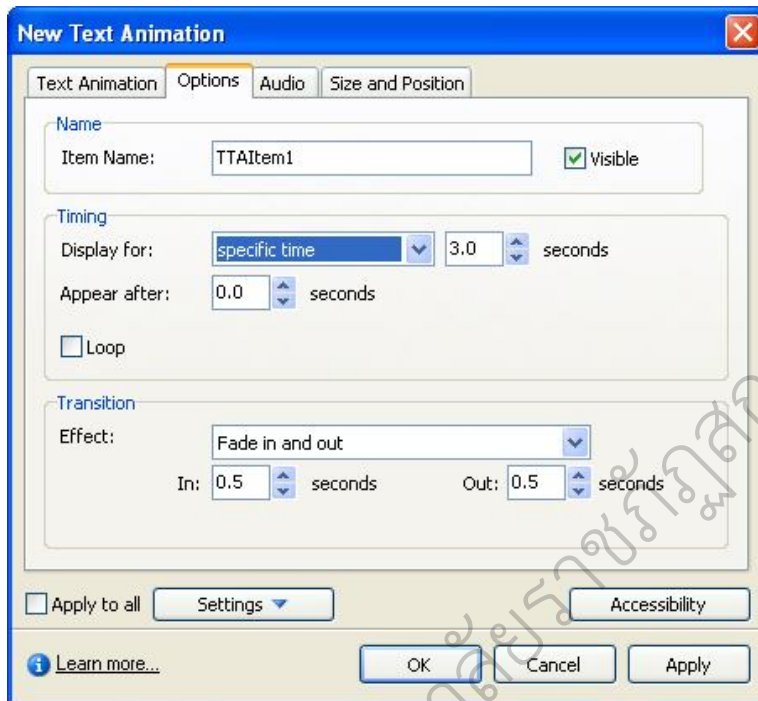 New Text Animation
Text Animation Options Audio Size and Position
Name
Item Name: TTAItem1 Visible
Timing
Display for: specific time 3.0 seconds
Appear after: 0.0 seconds
Loop
Transition
Effect: Fade in and out
In: 0.5 seconds Out: 0.5 seconds
Apply to all Settings Accessibility
Learn more... OK Cancel Apply